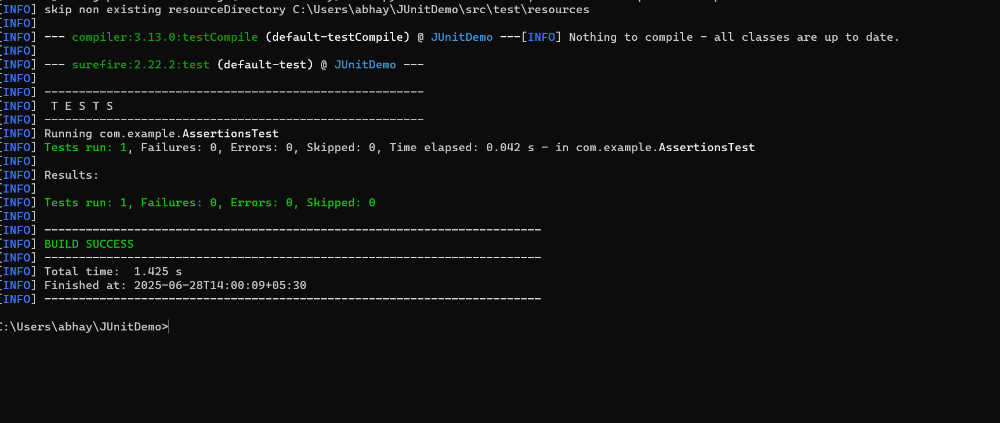 [INFO] skip non existing resourceDirectory C:\Users\abhay\JUnitDemo\src\test\resources
[INFO]
[INFO] --- compiler:3.13.0:testCompile (default-testCompile) @ JUnitDemo ---[INFO] Nothing to compile - all classes are up to date.
[INFO]
[INFO] --- surefire:2.22.2:test (default-test) @ JUnitDemo ---
[INFO]
[INFO] -------------------------------------------------------
[INFO]  T E S T S
[INFO] -------------------------------------------------------
[INFO] Running com.example.AssertionsTest
[INFO] Tests run: 1, Failures: 0, Errors: 0, Skipped: 0, Time elapsed: 0.042 s - in com.example.AssertionsTest
[INFO]
[INFO] Results:
[INFO]
[INFO] Tests run: 1, Failures: 0, Errors: 0, Skipped: 0
[INFO]
[INFO] ------------------------------------------------------------------------
[INFO] BUILD SUCCESS
[INFO] ------------------------------------------------------------------------
[INFO] Total time:  1.425 s
[INFO] Finished at: 2025-06-28T14:00:09+05:30
[INFO] ------------------------------------------------------------------------
C:\Users\abhay\JUnitDemo>